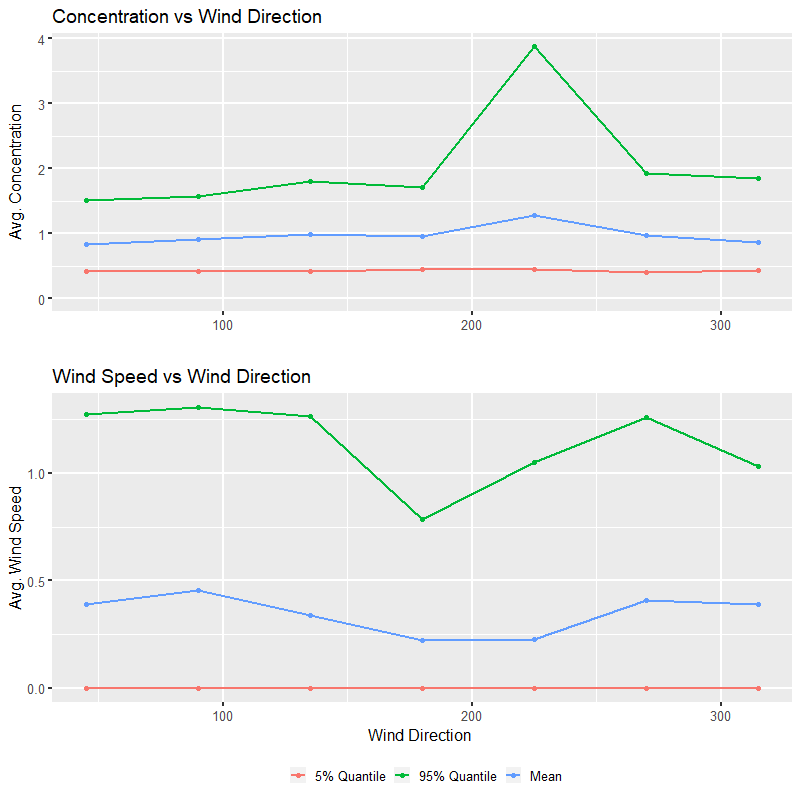 Concentration vs Wind Direction
Avg. Concentration
4
3
2
1
0
100 200 300
Wind Speed vs Wind Direction
Avg. Wind Speed
1.0
0.5
0.0
100 200 300
Wind Direction
5% Quantile 95% Quantile Mean